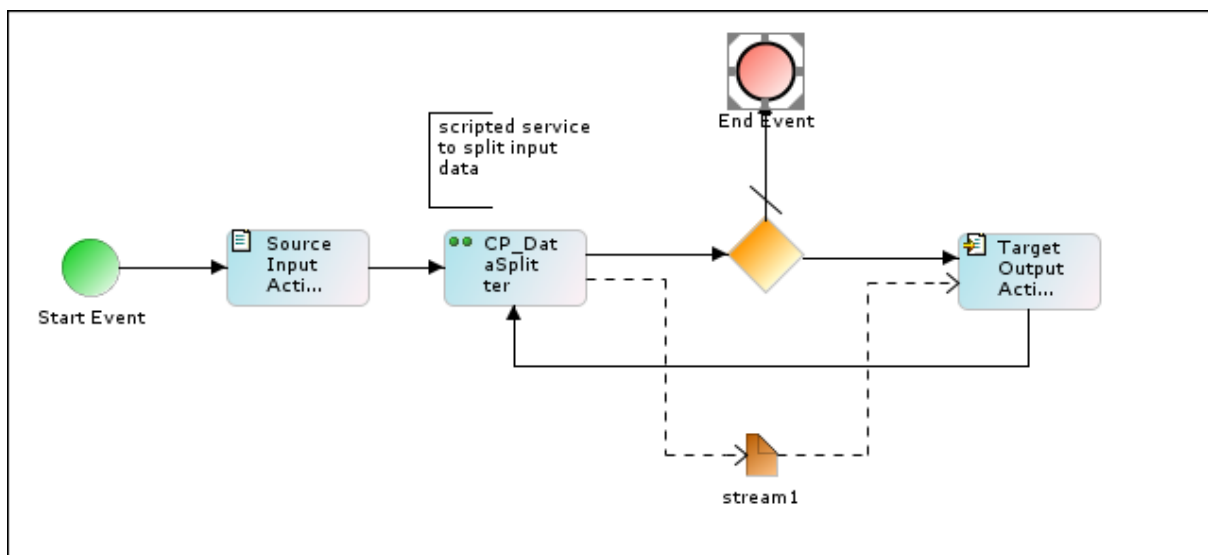 End Event
scripted service
to split input
data
Source
Input
Acti...
CP_Dat
aSplit
ter
Target
Output
Acti...
Start Event
stream1